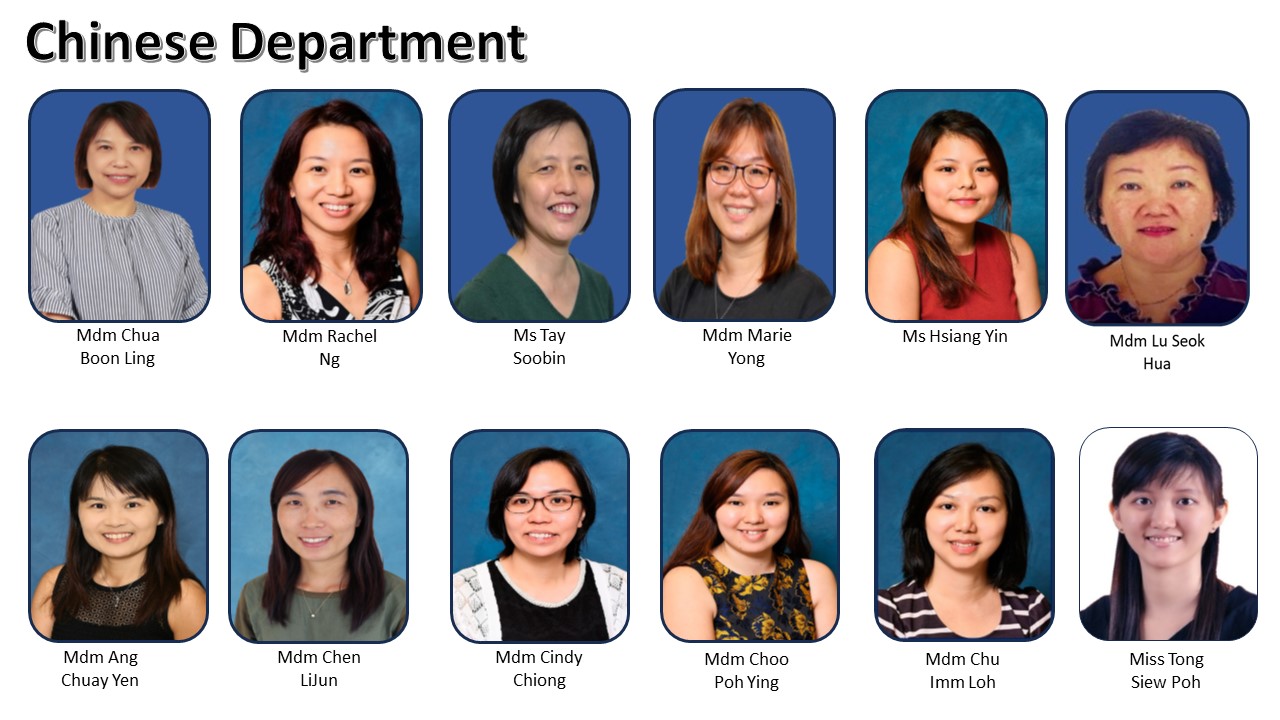 Chinese Department
Mdm Chua
Boon Ling
Mdm Rachel
Ng
Ms Tay
Soobin
Mdm Marie
Yong
Ms Hsiang Yin
Mdm Lu Seok
Hua
Mdm Ang
Chuay Yen
Mdm Chen
LiJun
Mdm Cindy
Chiong
Mdm Choo
Poh Ying
Mdm Chu
Imm Loh
Miss Tong
Siew Poh